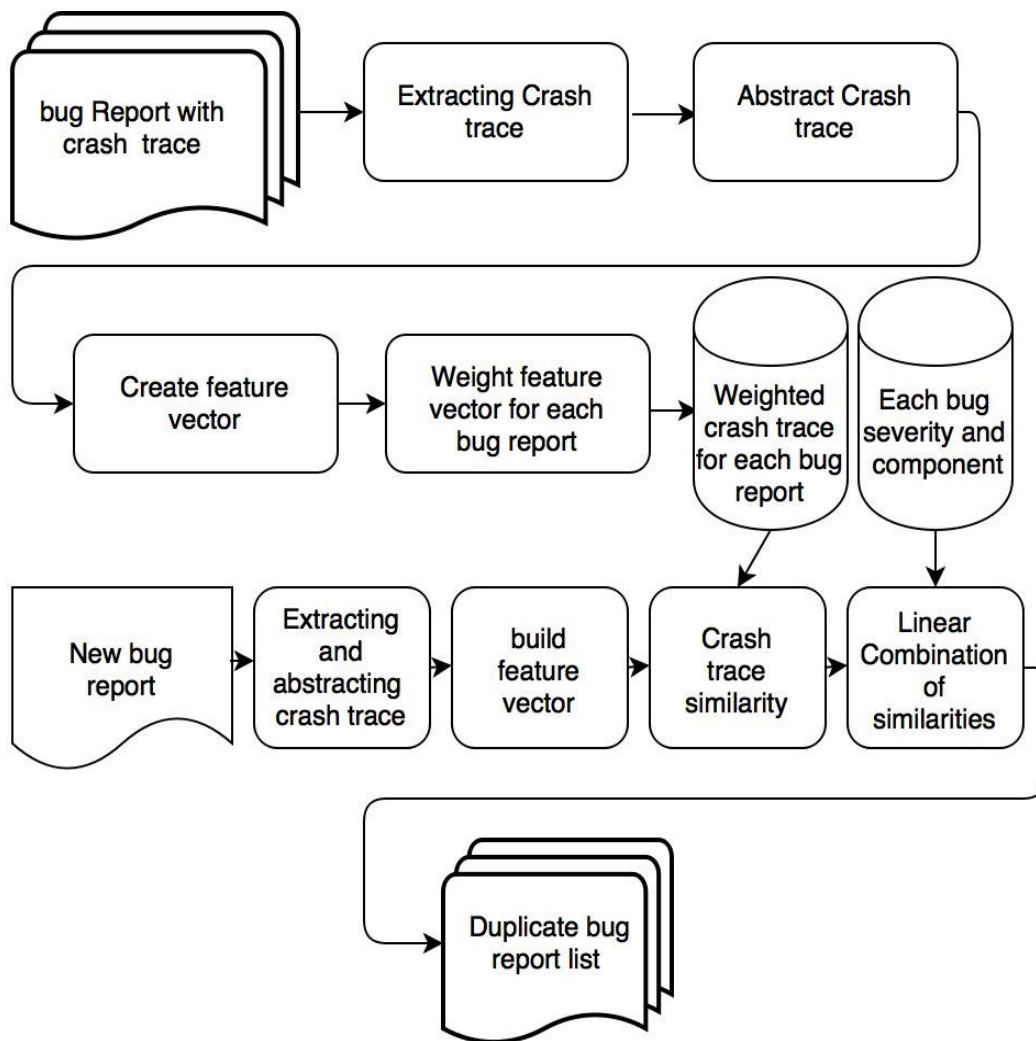 bug Report with
crash trace
Extracting Crash
trace
Abstract Crash
trace
Create feature
vector
Weight feature
vector for each
bug report
Weighted
crash trace
for each bug
report
Each bug
severity and
component
New bug
report
Extracting
and
abstracting
crash trace
build
feature
vector
Crash
trace
similarity
Linear
Combination
of
similarities
Duplicate bug
report list